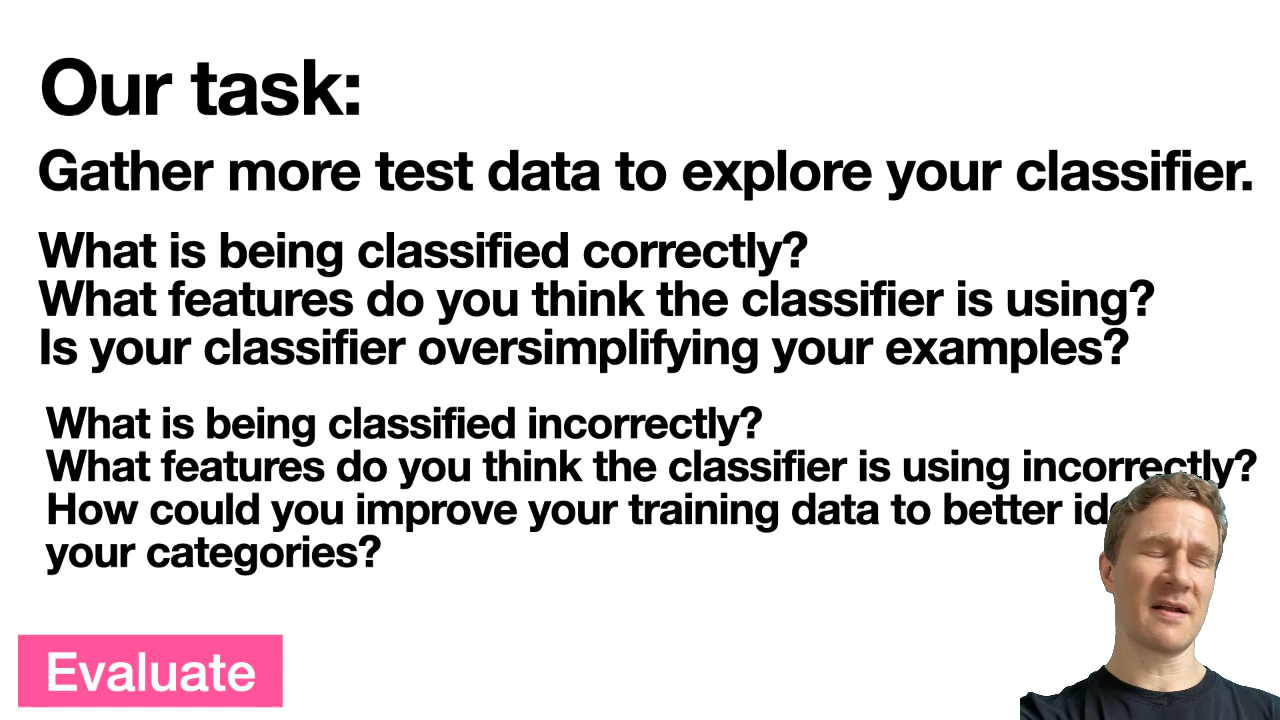 Our task:
Gather more test data to explore your classifier.
What is being classified correctly?
What features do you think the classifier is using?
Is your classifier oversimplifying your examples?
What is being classified incorrectly?
What features do you think the classifier is using incorrectly?
How could you improve your training data to better
your categories?
Evaluate